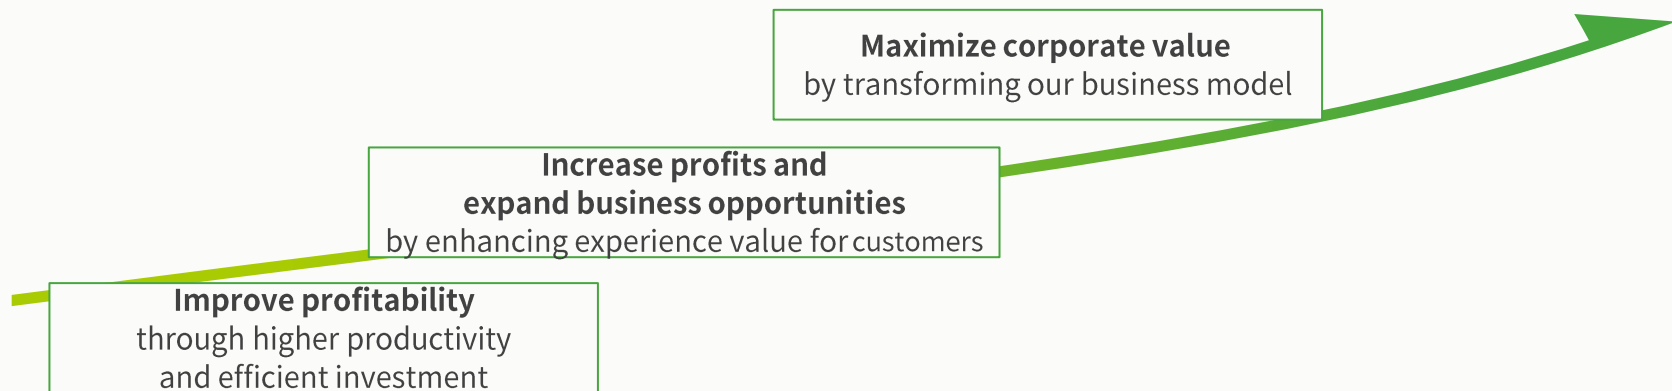 Maximize corporate value
by transforming our business model
Increase profits and
expand business opportunities
by enhancing experience value for customers
Improve profitability
through higher productivity
and efficient investment